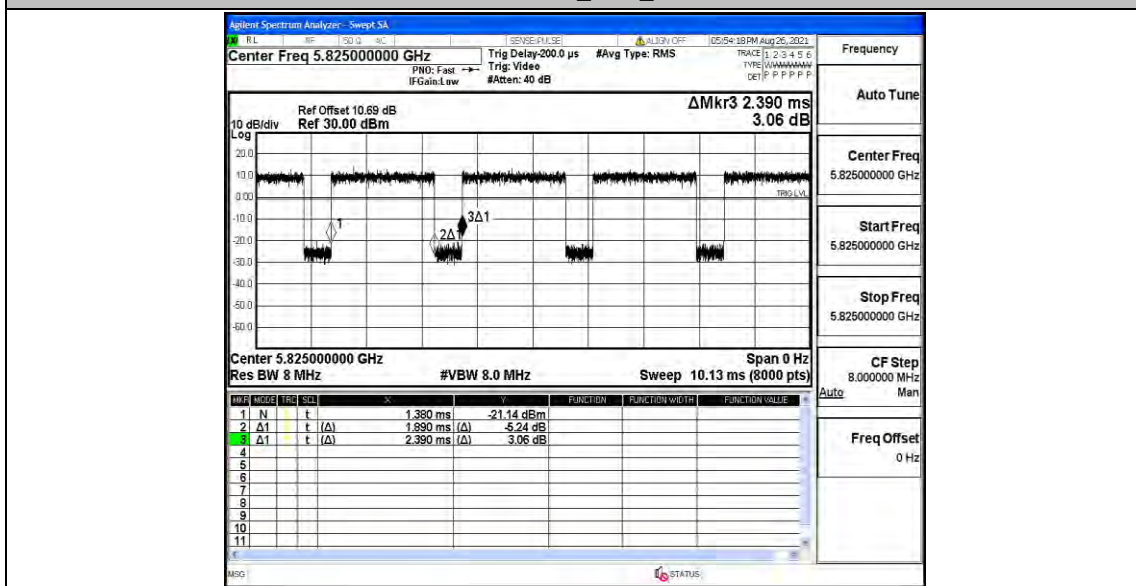 Agilent Spectrum Analyzer - Swept SA
RL RF 50 Ω AC SENSE:PULSE ALIGN OFF 05:54:18 PM Aug 26, 2021
Center Freq 5.825000000 GHz
PNO: Fast
IFGain:Low
Trig Delay-200.0 µs
Trig: Video
#Atten: 40 dB
#Avg Type: RMS
TRACE 1 2 3 4 5 6
TYPE
DET P P P P P P
ΔMkr3 2.390 ms
3.06 dB
Ref Offset 10.69 dB
10 dB/div Ref 30.00 dBm
Log
20.0
10.0
0.00
TRIG LVL
-10.0
1
2Δ1
3Δ1
-20.0
-30.0
-40.0
-50.0
-60.0
Center 5.825000000 GHz Span 0 Hz
Res BW 8 MHz #VBW 8.0 MHz Sweep 10.13 ms (8000 pts)
MKR MODE TRC SCL X Y FUNCTION FUNCTION WIDTH FUNCTION VALUE
1 N t 1.380 ms -21.14 dBm
2 Δ1 t (Δ) 1.890 ms (Δ) -5.24 dB
3 Δ1 t (Δ) 2.390 ms (Δ) 3.06 dB
4
5
6
7
8
9
10
11
MSG STATUS
Frequency
Auto Tune
Center Freq
5.825000000 GHz
Start Freq
5.825000000 GHz
Stop Freq
5.825000000 GHz
CF Step
8.000000 MHz
Auto Man
Freq Offset
0 Hz